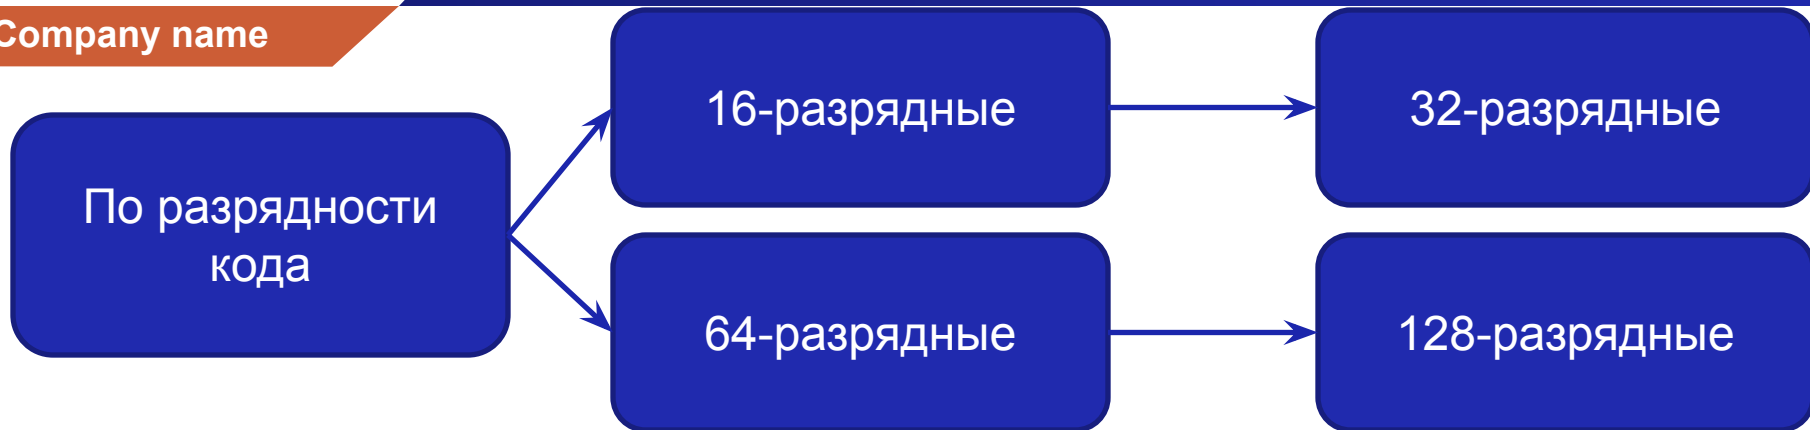 Company name
16-разрядные
32-разрядные
По разрядности
кода
64-разрядные
128-разрядные